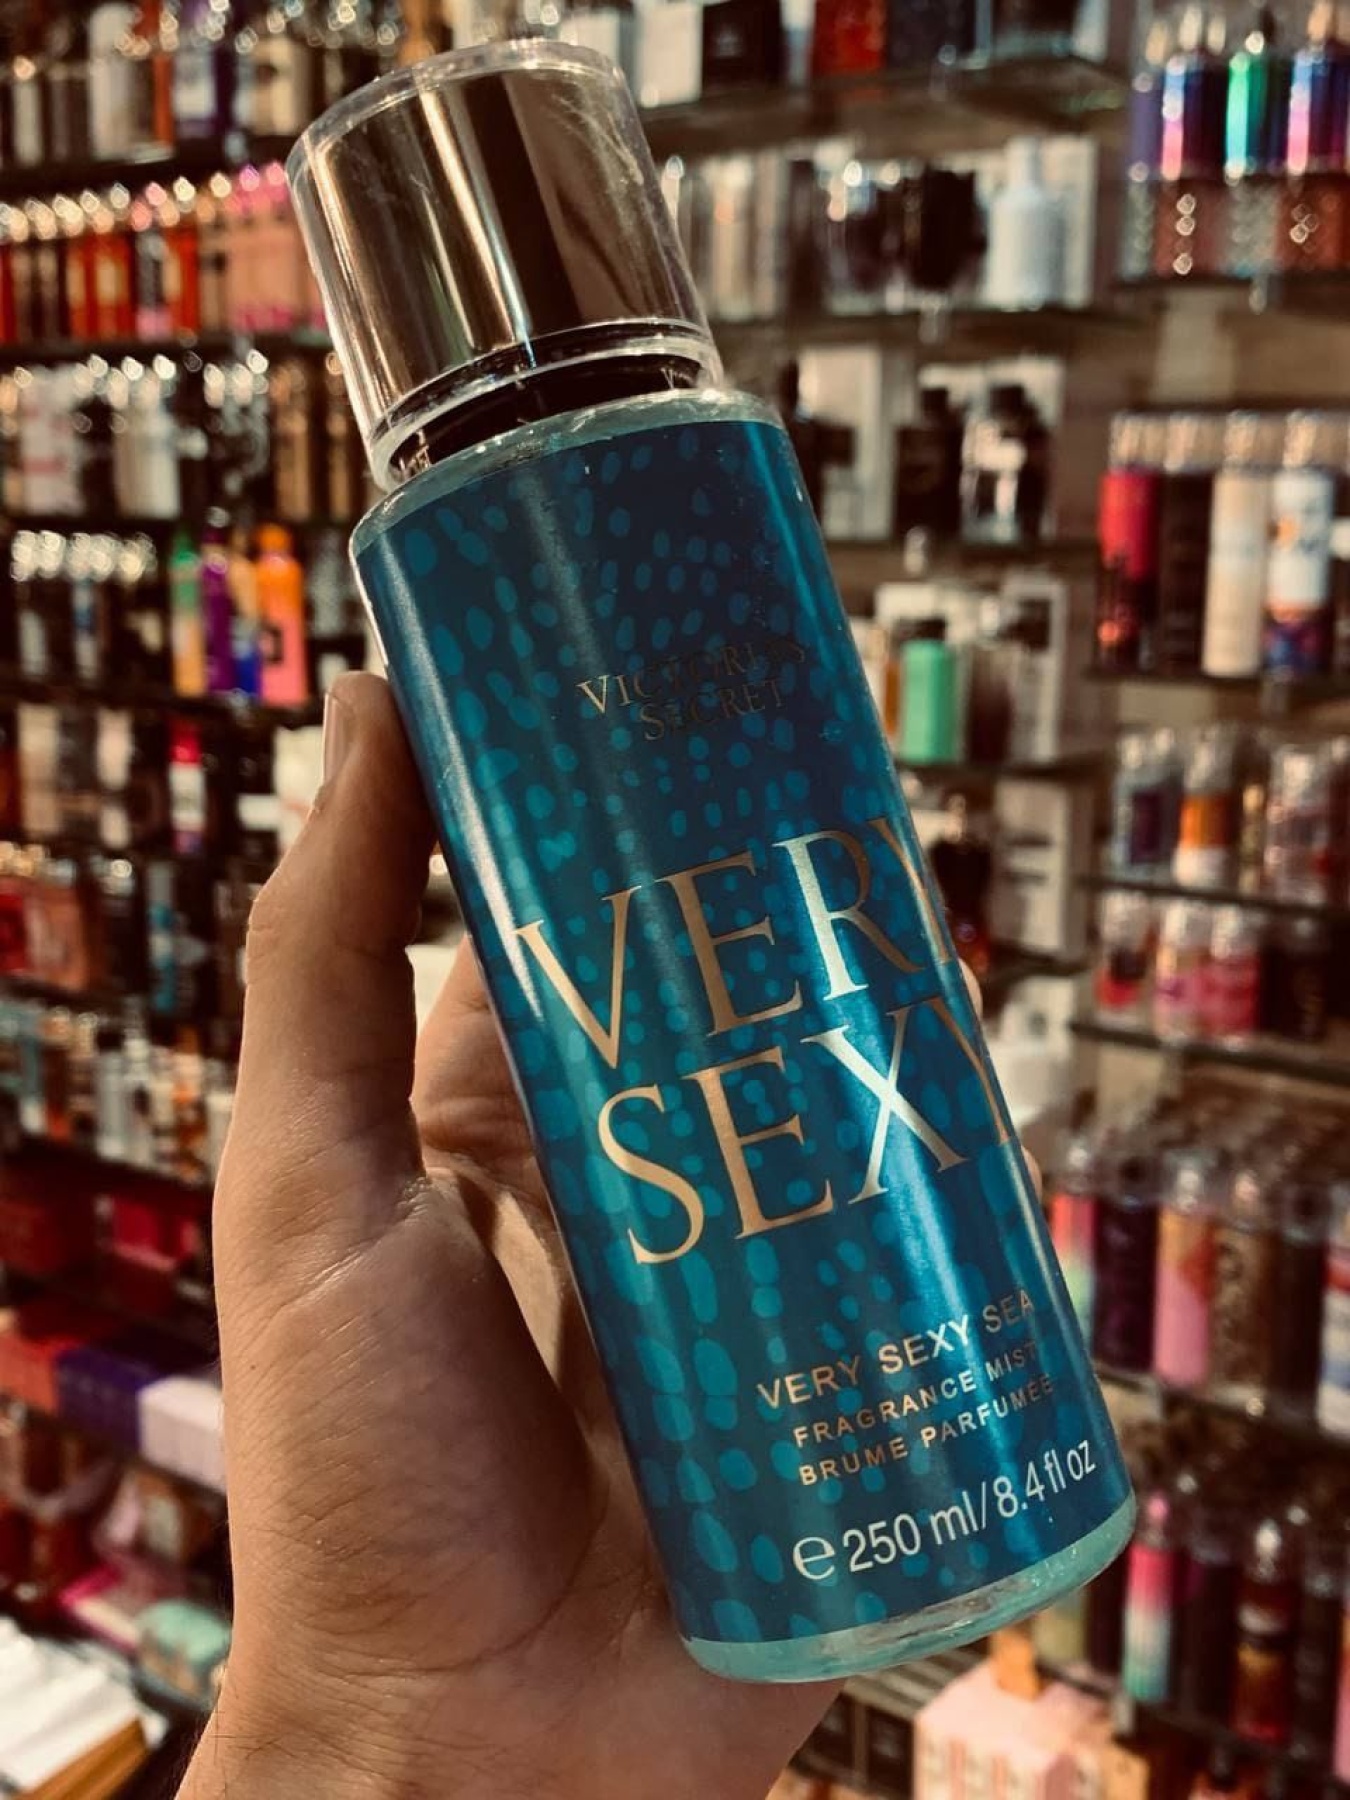 VICTORIA'S
SECRET
VERY
SEXY
VERY SEXY SEA
FRAGRANCE MIST
BRUME PARFUMÉE
℮ 250 ml/8.4 fl oz